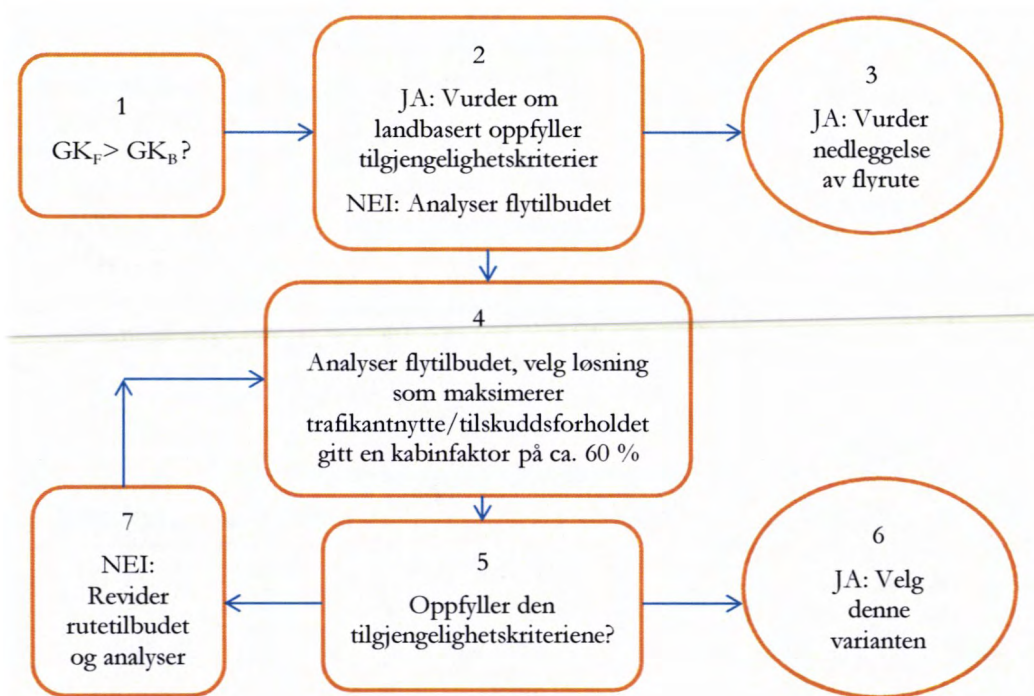 1
GK_F> GK_B?
2
JA: Vurder om
landbasert oppfyller
tilgjengelighetskriterier
NEI: Analyser flytilbudet
3
JA: Vurder
nedleggelse
av flyrute
4
Analyser flytilbudet, velg løsning
som maksimerer
trafikantnytte/tilskuddsforholdet
gitt en kabinfaktor på ca. 60 %
5
Oppfyller den
tilgjengelighetskriteriene?
6
JA: Velg
denne
varianten
7
NEI:
Revider
rutetilbudet
og analyser